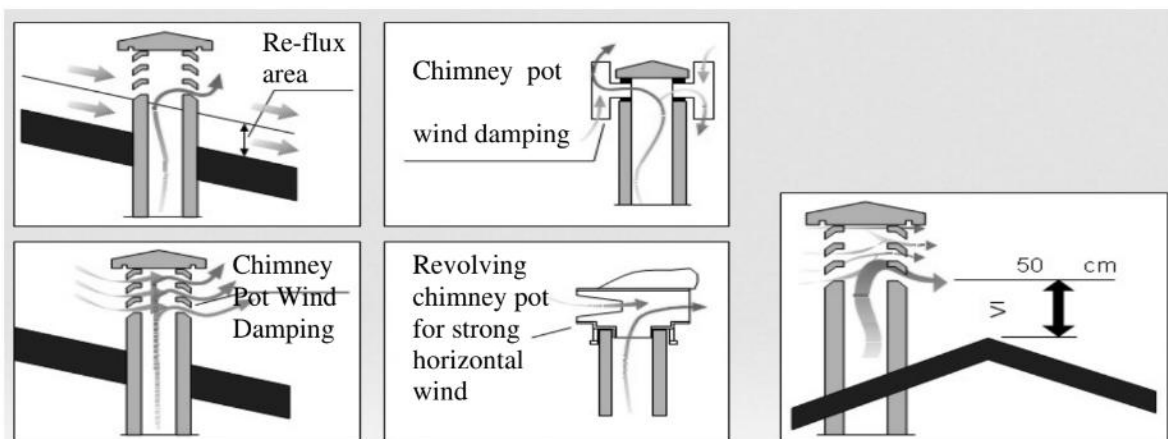 Re-flux
area
Chimney pot
wind damping
Chimney
Pot Wind
Damping
Revolving
chimney pot
for strong
horizontal
wind
50 cm
VI